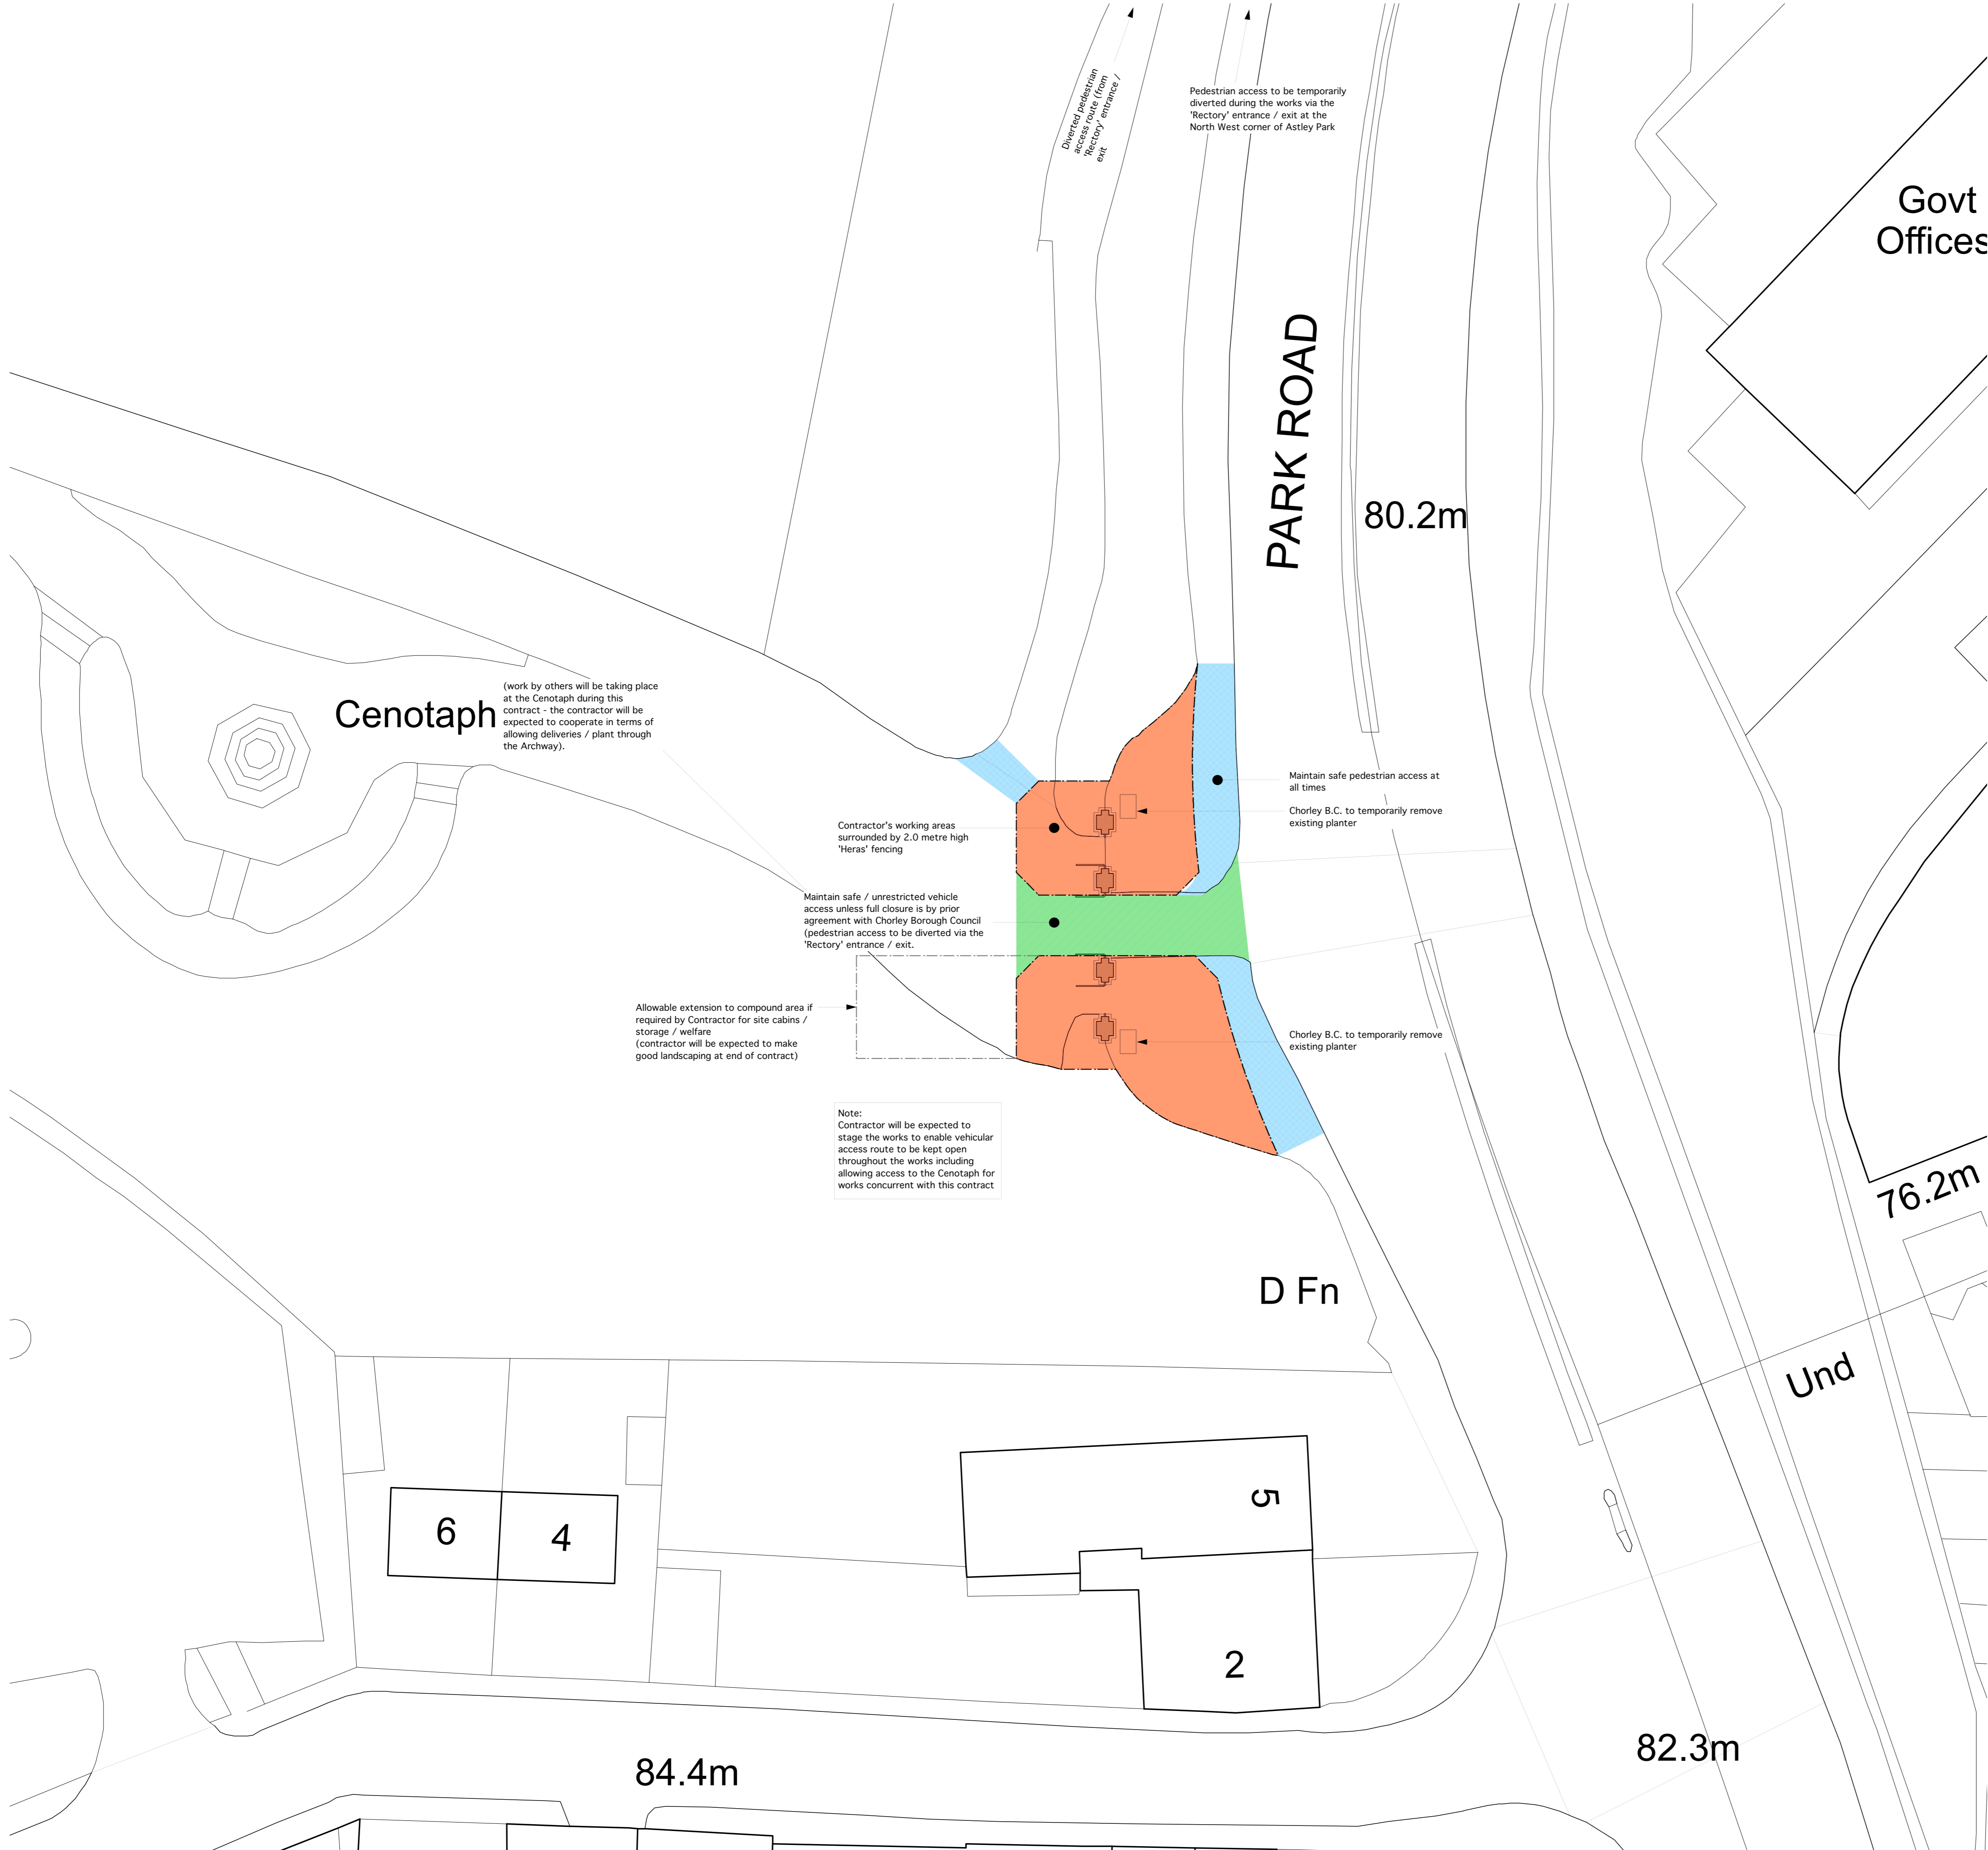 Diverted pedestrian
access route (from
'Rectory' entrance /
exit
Pedestrian access to be temporarily
diverted during the works via the
'Rectory' entrance / exit at the
North West corner of Astley Park
Govt
Offices
PARK ROAD
80.2m
Cenotaph
(work by others will be taking place
at the Cenotaph during this
contract - the contractor will be
expected to cooperate in terms of
allowing deliveries / plant through
the Archway).
Maintain safe pedestrian access at
all times
Chorley B.C. to temporarily remove
existing planter
Contractor's working areas
surrounded by 2.0 metre high
'Heras' fencing
Maintain safe / unrestricted vehicle
access unless full closure is by prior
agreement with Chorley Borough Council
(pedestrian access to be diverted via the
'Rectory' entrance / exit.
Allowable extension to compound area if
required by Contractor for site cabins /
storage / welfare
(contractor will be expected to make
good landscaping at end of contract)
Chorley B.C. to temporarily remove
existing planter
Note:
Contractor will be expected to
stage the works to enable vehicular
access route to be kept open
throughout the works including
allowing access to the Cenotaph for
works concurrent with this contract
76.2m
D Fn
Und
5
6
4
2
82.3m
84.4m